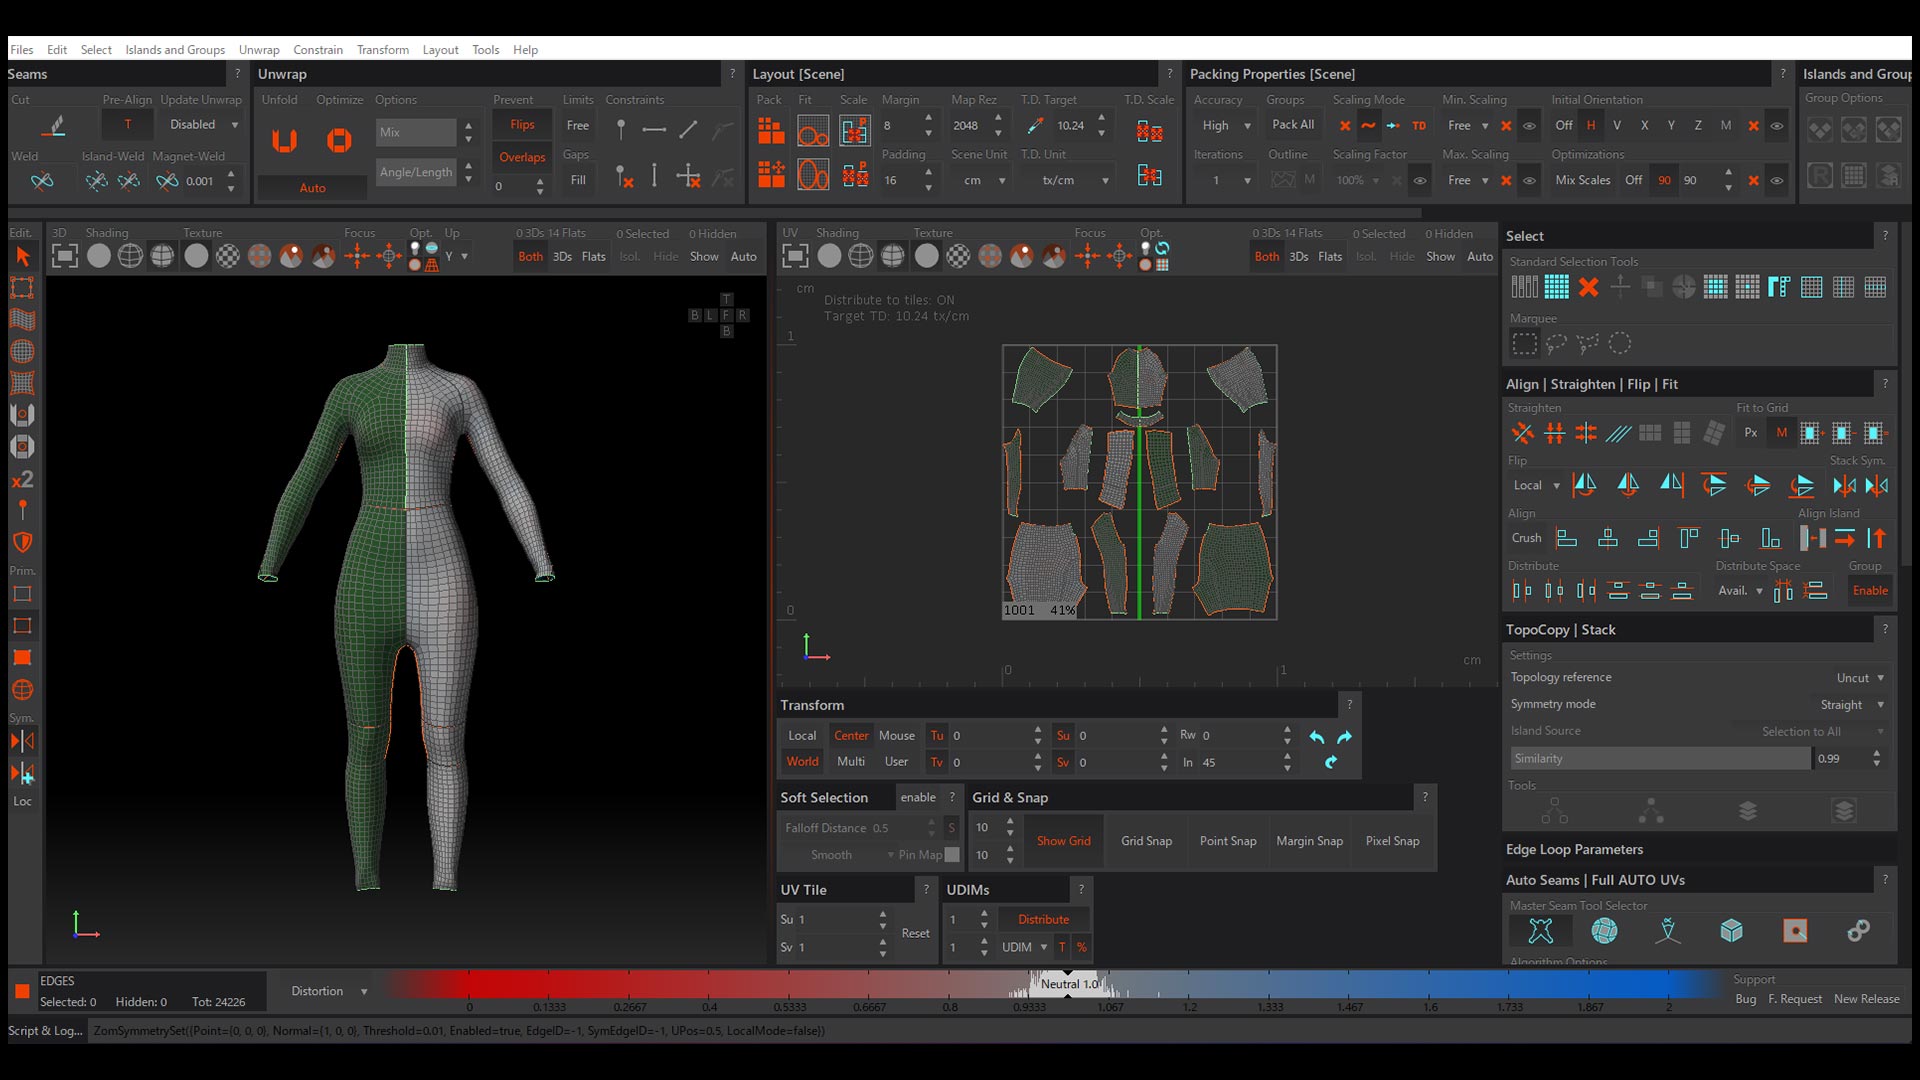 Files Edit Select Islands and Groups Unwrap Constrain Transform Layout Tools Help
Seams ? Unwrap ? Layout [Scene] ? Packing Properties [Scene] ? Islands and Group
Cut Pre-Align Update Unwrap Unfold Optimize Options Prevent Limits Constraints Pack Fit Scale Margin Map Rez T.D. Target T.D. Scale Accuracy Groups Scaling Mode Min. Scaling Initial Orientation Group Options
T Disabled Mix Flips Free 8 2048 10.24 High Pack All TD Free Off H V X Y Z M
Weld Island-Weld Magnet-Weld Overlaps Gaps Padding Scene Unit T.D. Unit Iterations Outline Scaling Factor Max. Scaling Optimizations
0.001 Auto Angle/Length 0 Fill 16 cm tx/cm 1 M 100% Free Mix Scales Off 90 90 R
Edit. 3D Shading Texture Focus Opt. Up 0 3Ds 14 Flats 0 Selected 0 Hidden
Y Both 3Ds Flats Isol. Hide Show Auto
UV Shading Texture Focus Opt. 0 3Ds 14 Flats 0 Selected 0 Hidden
Both 3Ds Flats Isol. Hide Show Auto
cm Distribute to tiles: ON
Target TD: 10.24 tx/cm
T
B L F R
B
1
0
1001 41%
0 1 cm
x2
Prim.
Sym.
Loc
Select ?
Standard Selection Tools
Marquee
Align | Straighten | Flip | Fit ?
Straighten Fit to Grid
Px M
Flip Stack Sym.
Local
Align Align Island
Crush
Distribute Distribute Space Group
Avail. Enable
TopoCopy | Stack ?
Settings
Topology reference Uncut
Symmetry mode Straight
Island Source Selection to All
Similarity 0.99
Tools
Edge Loop Parameters
Auto Seams | Full AUTO UVs ?
Master Seam Tool Selector
Algorithm Options
Transform ?
Local Center Mouse Tu 0 Su 0 Rw 0
World Multi User Tv 0 Sv 0 In 45
Soft Selection enable ? Grid & Snap ?
Falloff Distance 0.5 S 10
Smooth Pin Map 10 Show Grid Grid Snap Point Snap Margin Snap Pixel Snap
UV Tile ? UDIMs ?
Su 1 Reset 1 Distribute
Sv 1 1 UDIM T %
EDGES
Selected: 0 Hidden: 0 Tot: 24226
Distortion Neutral 1.0
0 0.1333 0.2667 0.4 0.5333 0.6667 0.8 0.9333 1.067 1.2 1.333 1.467 1.6 1.733 1.867 2
Support
Bug F. Request New Release
Script & Log... ZomSymmetrySet({Point={0, 0, 0}, Normal={1, 0, 0}, Threshold=0.01, Enabled=true, EdgeID=-1, SymEdgeID=-1, UPos=0.5, LocalMode=false})